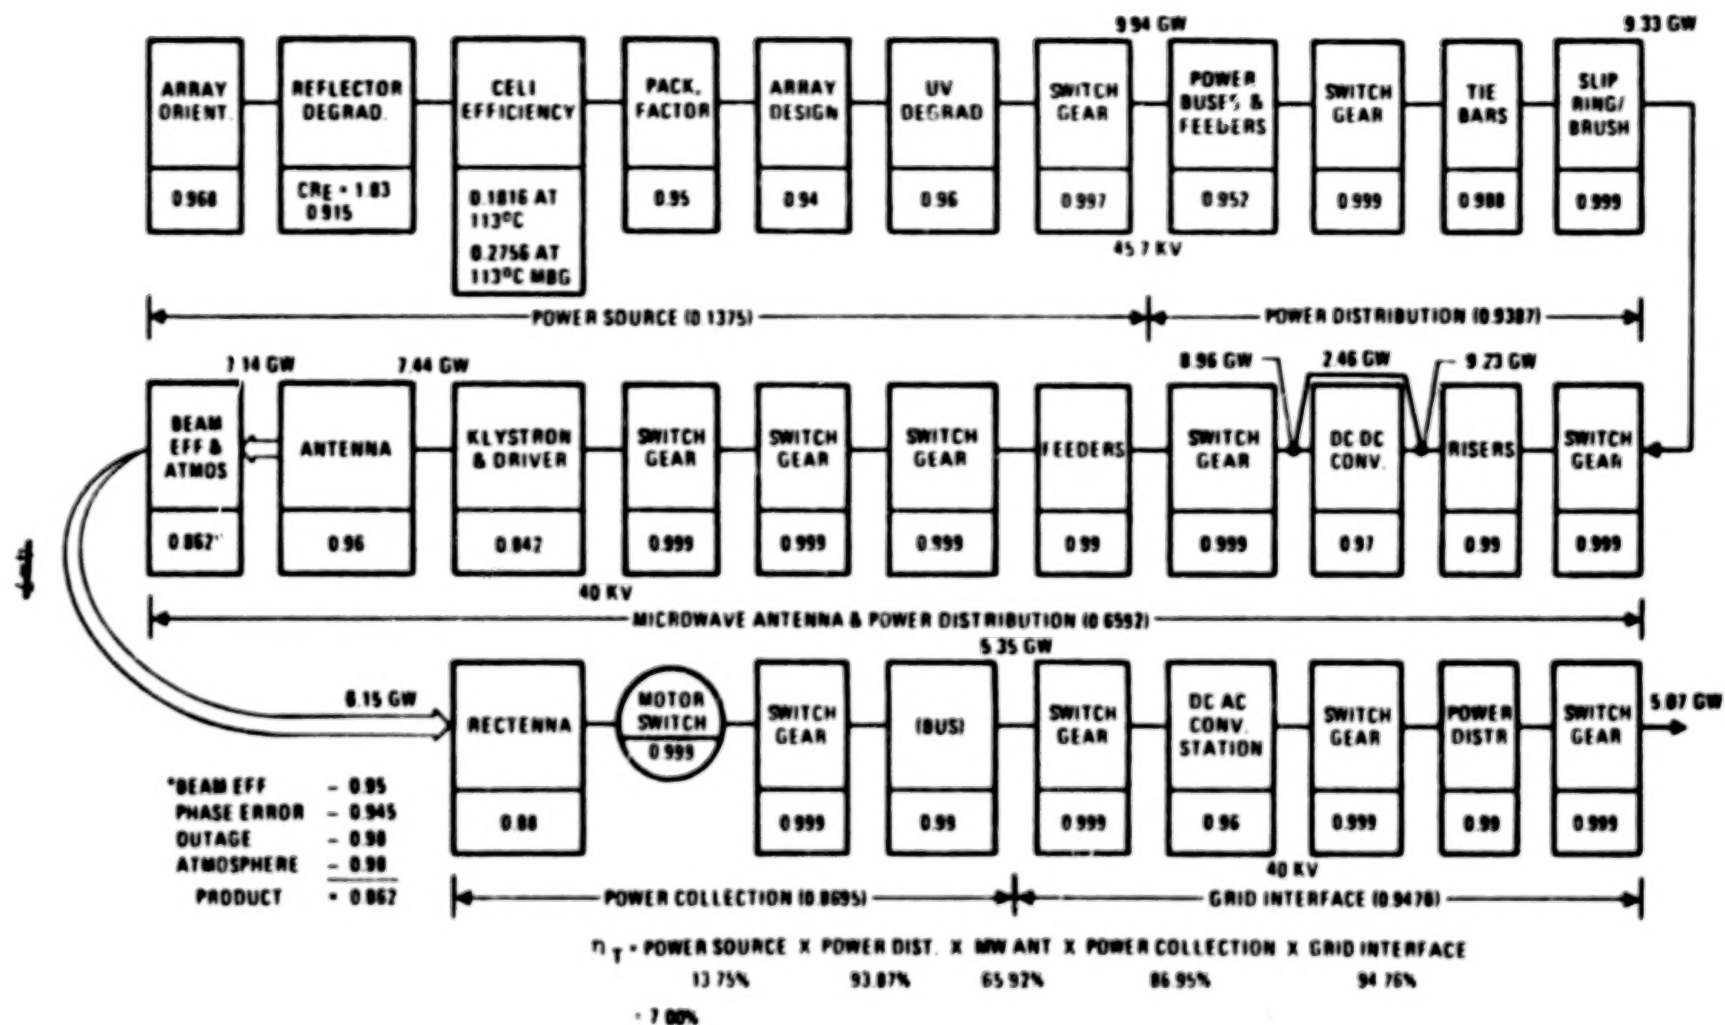 9.94 GW
9.33 GW
ARRAY
ORIENT.
0.968
REFLECTOR
DEGRAD.
CRE = 1.83
0.915
CELL
EFFICIENCY
0.1816 AT
113°C
0.2756 AT
113°C MBG
PACK,
FACTOR
0.95
ARRAY
DESIGN
0.94
UV
DEGRAD
0.96
SWITCH
GEAR
0.997
POWER
BUSES &
FEEDERS
0.952
SWITCH
GEAR
0.999
TIE
BARS
0.988
SLIP
RING/
BRUSH
0.999
45.7 KV
POWER SOURCE (0.1375)
POWER DISTRIBUTION (0.9387)
7.14 GW
7.44 GW
8.96 GW
2.46 GW
9.23 GW
BEAM
EFF &
ATMOS
0.862*
ANTENNA
0.96
KLYSTRON
& DRIVER
0.842
SWITCH
GEAR
0.999
SWITCH
GEAR
0.999
SWITCH
GEAR
0.999
FEEDERS
0.99
SWITCH
GEAR
0.999
DC DC
CONV.
0.97
RISERS
0.99
SWITCH
GEAR
0.999
40 KV
MICROWAVE ANTENNA & POWER DISTRIBUTION (0.6592)
5.35 GW
6.15 GW
RECTENNA
0.88
MOTOR
SWITCH
0.999
SWITCH
GEAR
0.999
(BUS)
0.99
SWITCH
GEAR
0.999
DC AC
CONV.
STATION
0.96
SWITCH
GEAR
0.999
POWER
DISTR
0.99
SWITCH
GEAR
0.999
5.07 GW
40 KV
*BEAM EFF - 0.95
PHASE ERROR - 0.945
OUTAGE - 0.98
ATMOSPHERE - 0.98
PRODUCT = 0.862
POWER COLLECTION (0.8695)
GRID INTERFACE (0.9476)
η T = POWER SOURCE X POWER DIST. X MW ANT X POWER COLLECTION X GRID INTERFACE
13.75% 93.87% 65.92% 86.95% 94.76%
= 7.00%